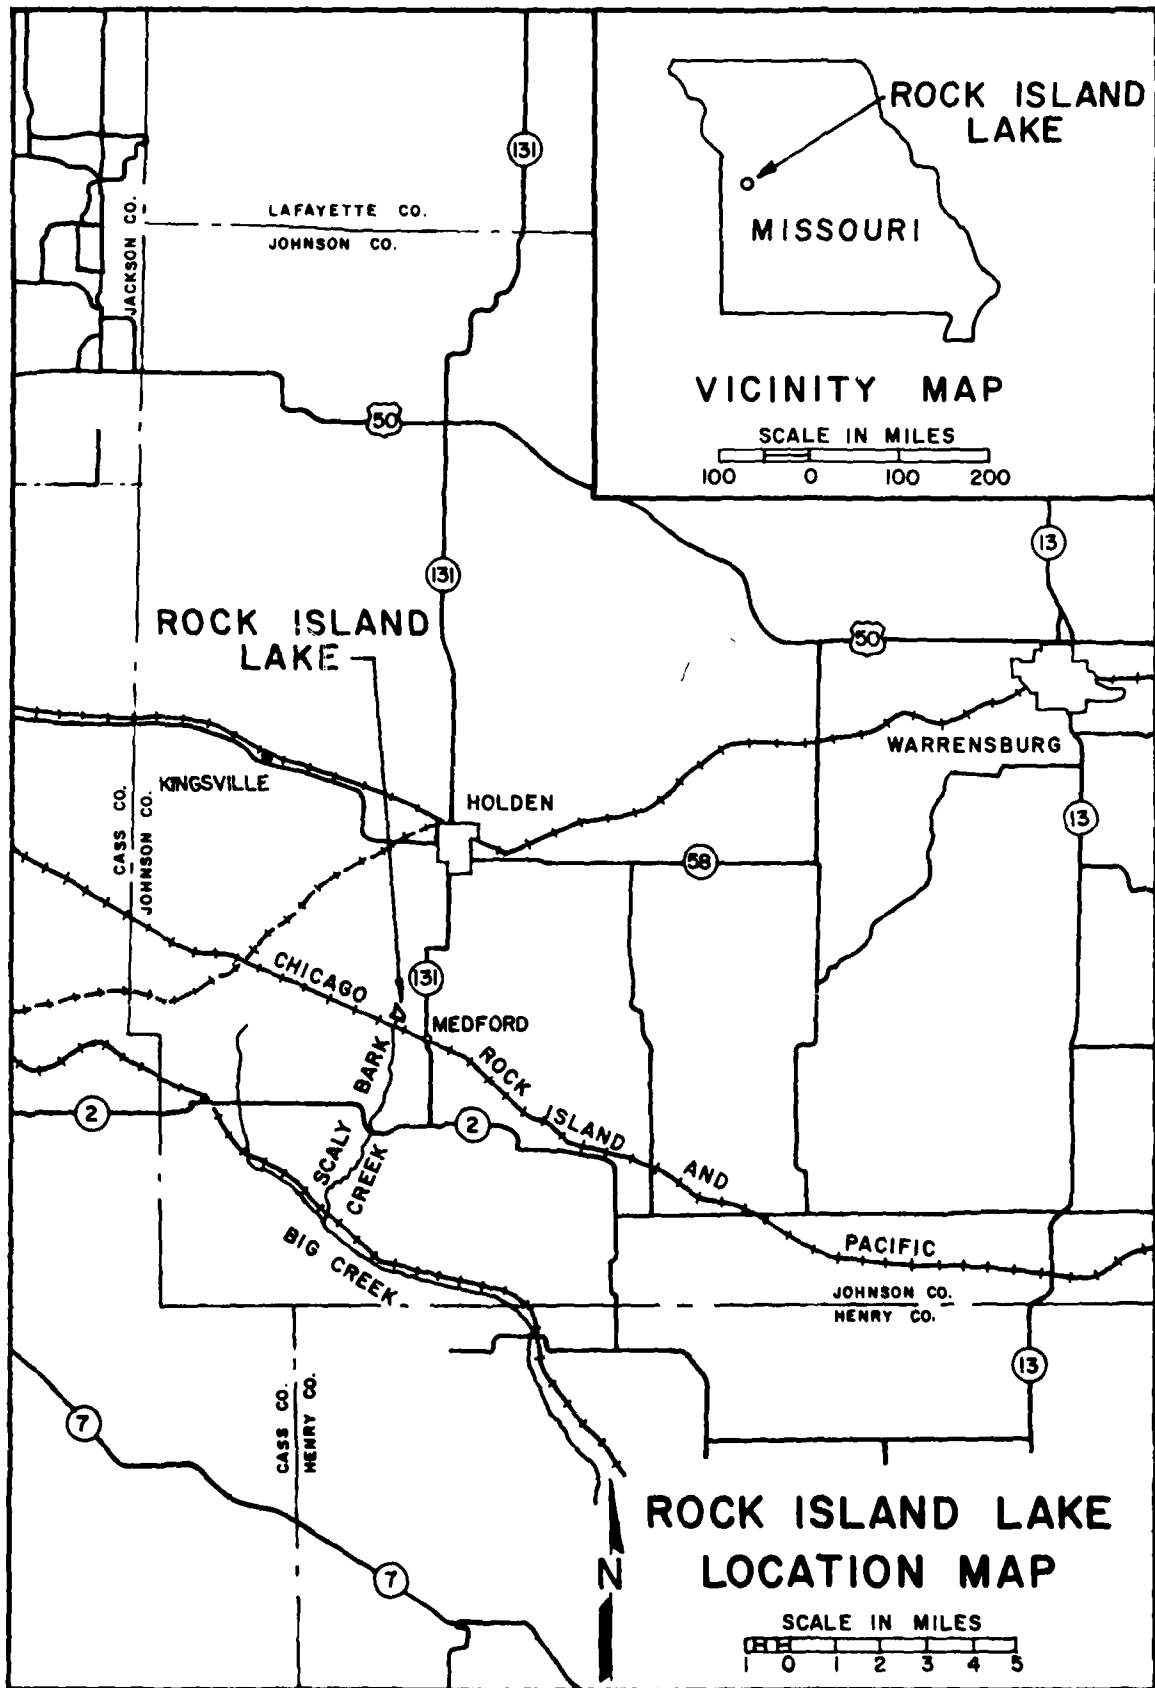 ROCK ISLAND
LAKE
MISSOURI
VICINITY MAP
SCALE IN MILES
100 0 100 200
131
LAFAYETTE CO.
JOHNSON CO.
JACKSON CO.
50
13
131
ROCK ISLAND
LAKE
50
WARRENSBURG
KINGSVILLE
HOLDEN
CASS CO.
JOHNSON CO.
13
58
CHICAGO
131
MEDFORD
ROCK
ISLAND
AND
PACIFIC
2
2
SCALY BARK
CREEK
BIG CREEK
JOHNSON CO.
HENRY CO.
13
CASS CO.
HENRY CO.
7
7
N
ROCK ISLAND LAKE
LOCATION MAP
SCALE IN MILES
1 0 1 2 3 4 5